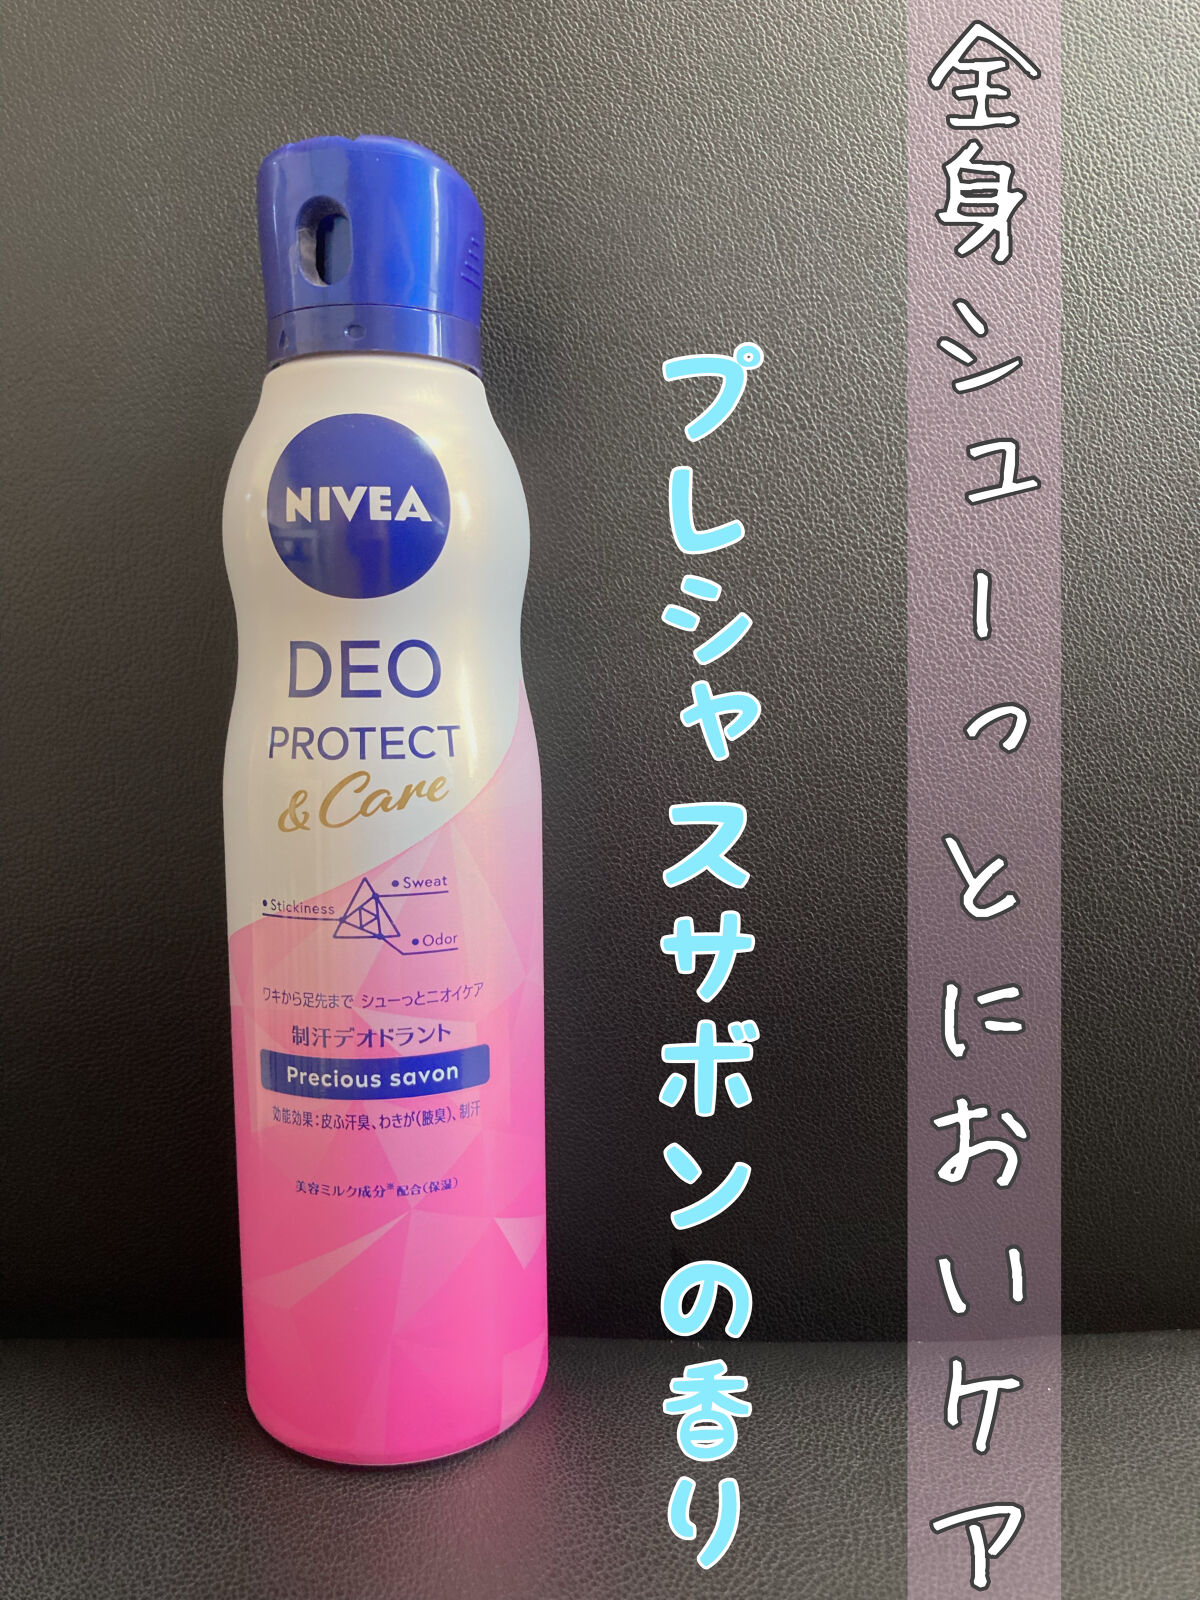 全身シューっとにおいケア
プレシャスサボンの香り
NIVEA
DEO
PROTECT
& Care
Sweat
Stickiness
Odor
ワキから足先まで シューっとニオイケア
制汗デオドラント
Precious savon
効能効果:皮ふ汗臭、わきが(腋臭)、制汗
美容ミルク成分※配合(保湿)